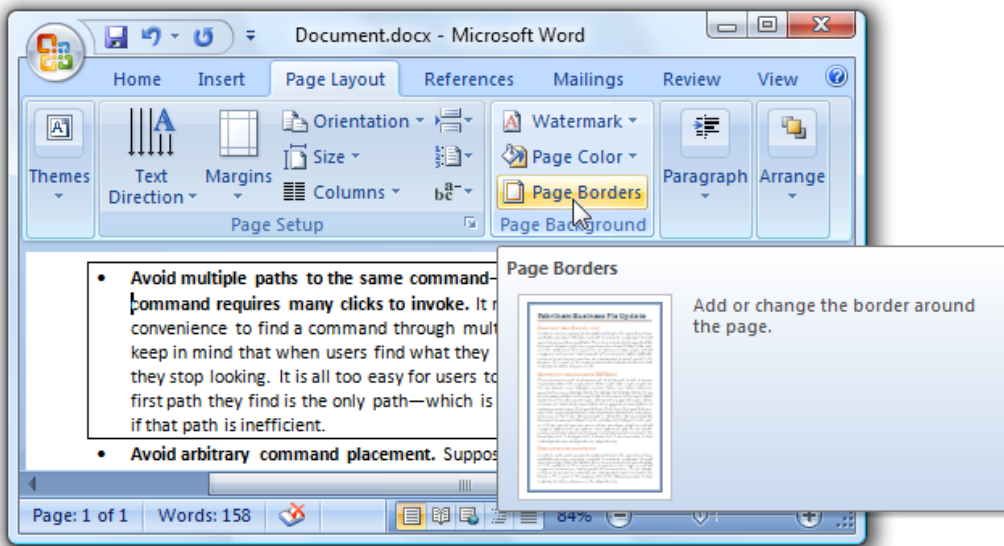 Document.docx - Microsoft Word
Home Insert Page Layout References Mailings Review View
Themes
Text Direction
Margins
Orientation
Size
Columns
Page Setup
Watermark
Page Color
Page Borders
Page Background
Paragraph
Arrange
• Avoid multiple paths to the same command—
command requires many clicks to invoke. It
convenience to find a command through mult
keep in mind that when users find what they
they stop looking. It is all too easy for users to
first path they find is the only path—which is
if that path is inefficient.
• Avoid arbitrary command placement. Suppos
Page Borders
Fabrikam Business Fix Update
Add or change the border around
the page.
Page: 1 of 1 Words: 158 84%